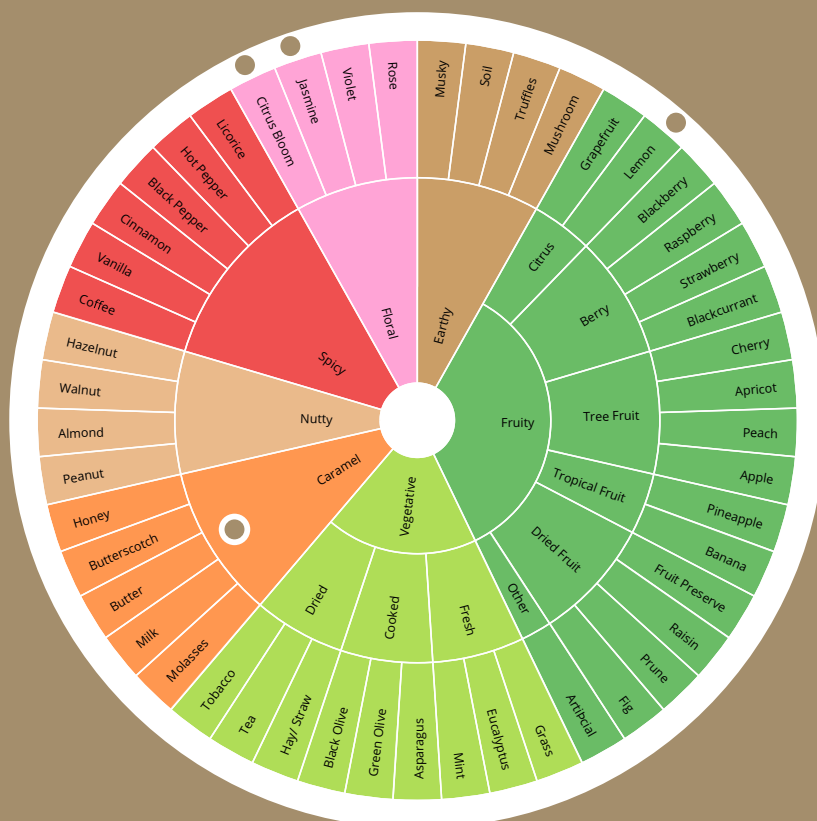 Musky
Soil
Truffles
Mushroom
Grapefruit
Lemon
Blackberry
Raspberry
Strawberry
Blackcurrant
Cherry
Apricot
Peach
Apple
Pineapple
Banana
Fruit Preserve
Raisin
Prune
Fig
Artificial
Grass
Eucalyptus
Mint
Asparagus
Green Olive
Black Olive
Hay/ Straw
Tea
Tobacco
Molasses
Milk
Butter
Butterscotch
Honey
Peanut
Almond
Walnut
Hazelnut
Coffee
Vanilla
Cinnamon
Black Pepper
Hot Pepper
Licorice
Citrus Bloom
Jasmine
Violet
Rose
Citrus
Berry
Tree Fruit
Tropical Fruit
Dried Fruit
Other
Fresh
Cooked
Dried
Earthy
Fruity
Vegetative
Caramel
Nutty
Spicy
Floral